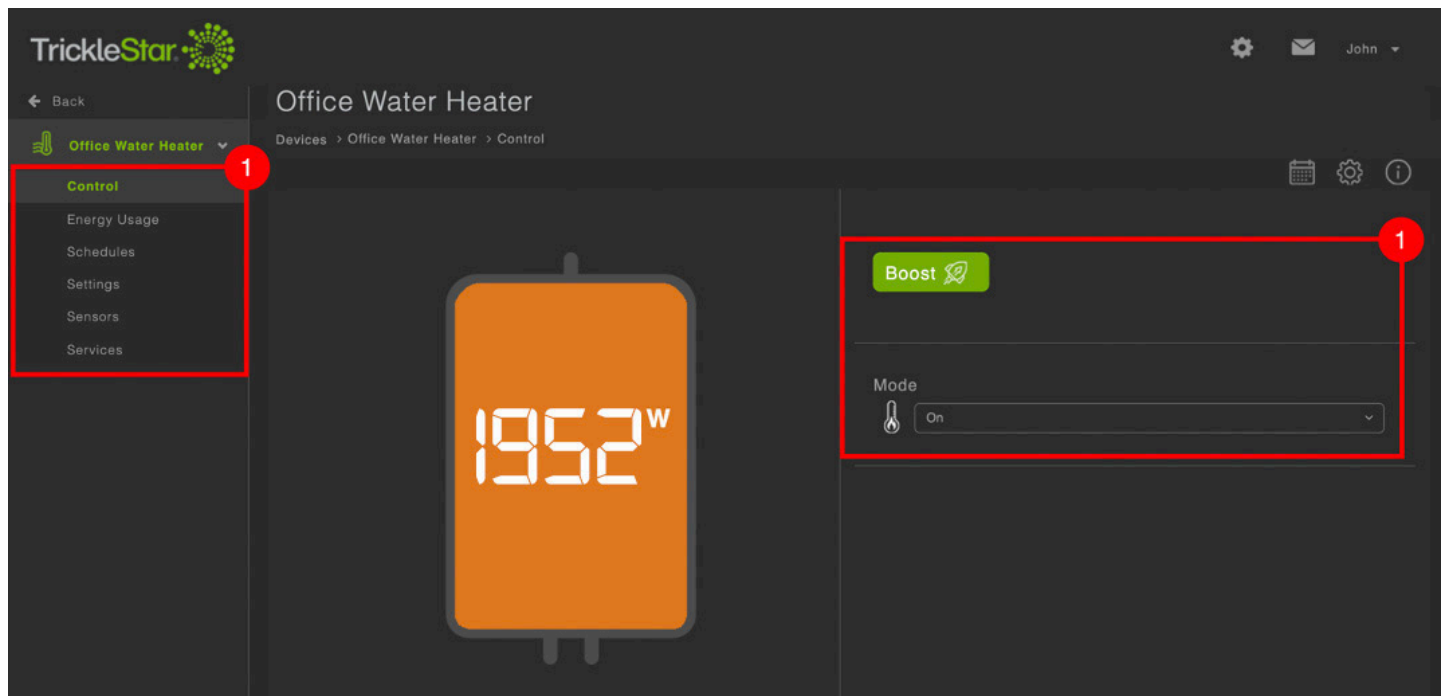 TrickleStar
John
Back
Office Water Heater
Devices > Office Water Heater > Control
Office Water Heater
1
Control
Energy Usage
Schedules
Settings
Sensors
Services
1952 W
1
Boost
Mode
On